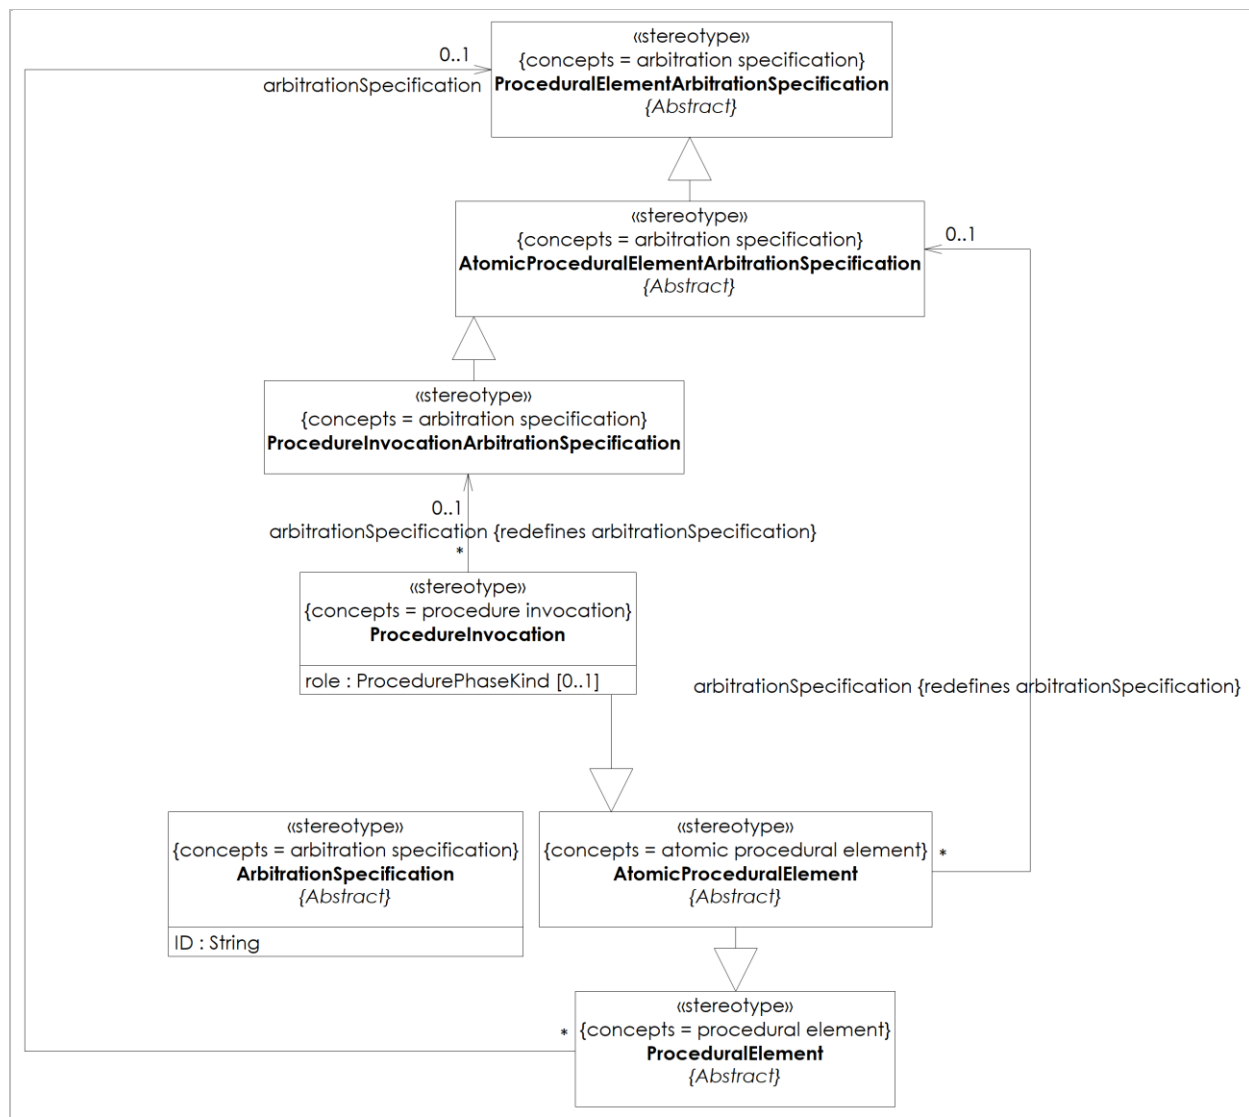 «stereotype»
{concepts = arbitration specification}
ProceduralElementArbitrationSpecification
{Abstract}
0..1
arbitrationSpecification
«stereotype»
{concepts = arbitration specification}
AtomicProceduralElementArbitrationSpecification
{Abstract}
0..1
«stereotype»
{concepts = arbitration specification}
ProcedureInvocationArbitrationSpecification
0..1
arbitrationSpecification {redefines arbitrationSpecification}
*
«stereotype»
{concepts = procedure invocation}
ProcedureInvocation
role : ProcedurePhaseKind [0..1]
arbitrationSpecification {redefines arbitrationSpecification}
«stereotype»
{concepts = arbitration specification}
ArbitrationSpecification
{Abstract}
ID : String
«stereotype»
{concepts = atomic procedural element}
AtomicProceduralElement
{Abstract}
*
«stereotype»
{concepts = procedural element}
ProceduralElement
{Abstract}
*